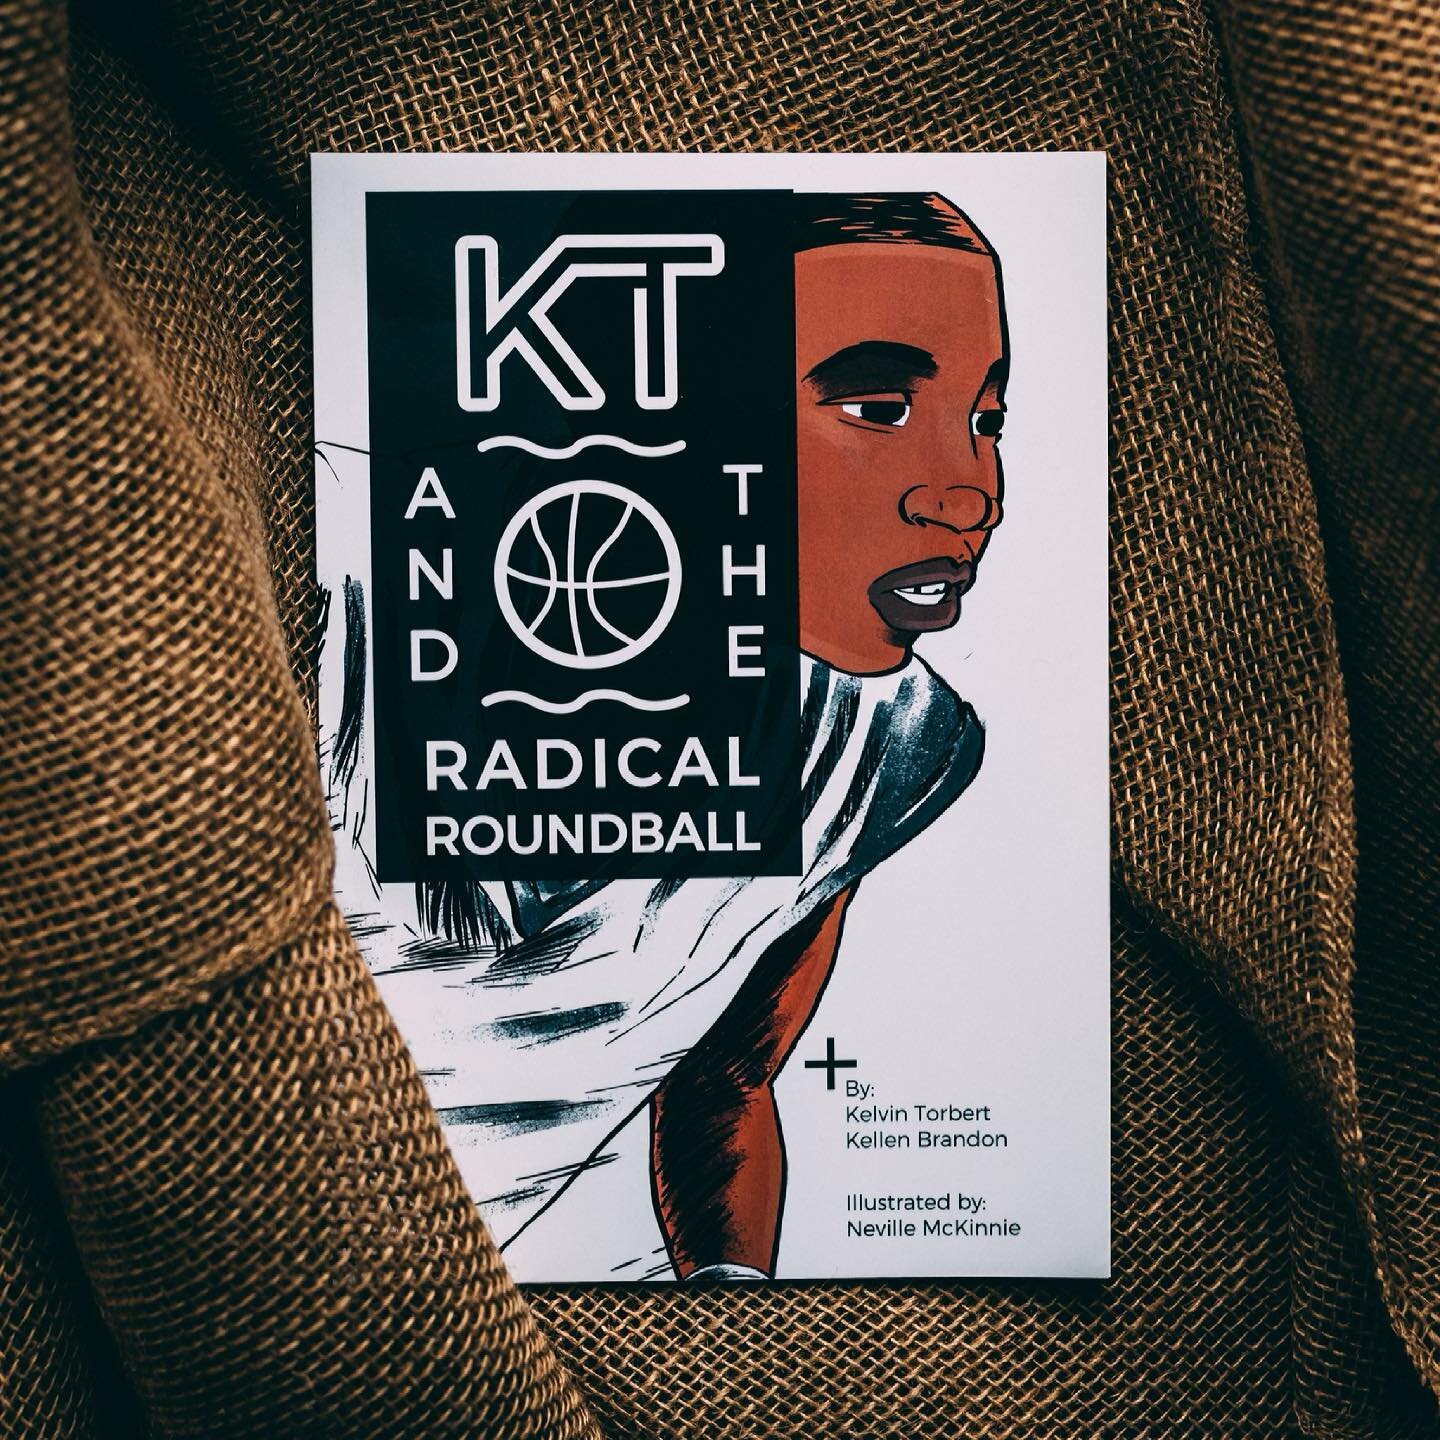 KT
AND THE
RADICAL
ROUNDBALL
By:
Kelvin Torbert
Kellen Brandon
Illustrated by:
Neville McKinnie